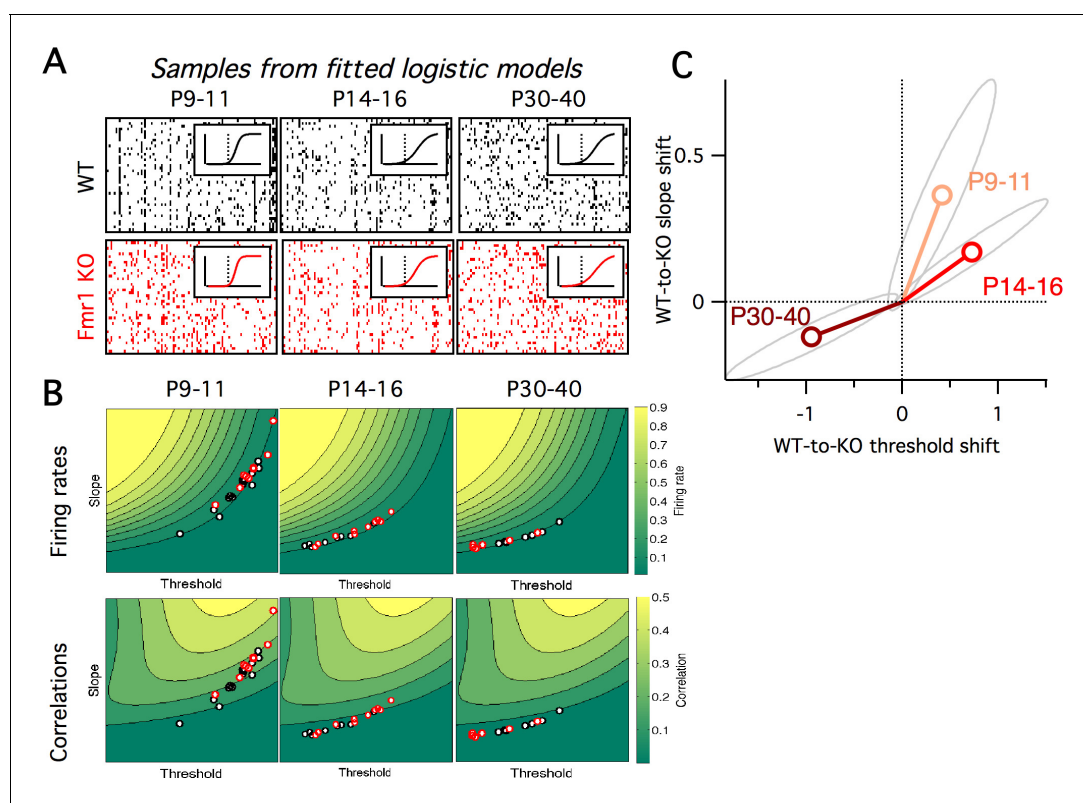 A
Samples from fitted logistic models
P9-11
P14-16
P30-40
WT
Fmr1 KO
B
P9-11
P14-16
P30-40
Firing rates
Slope
Threshold
Threshold
Threshold
0.9
0.8
0.7
0.6
0.5
0.4
0.3
0.2
0.1
Firing rate
Correlations
Slope
Threshold
Threshold
Threshold
0.5
0.4
0.3
0.2
0.1
0
Correlation
C
WT-to-KO slope shift
0.5
0
P9-11
P14-16
P30-40
-1
0
1
WT-to-KO threshold shift